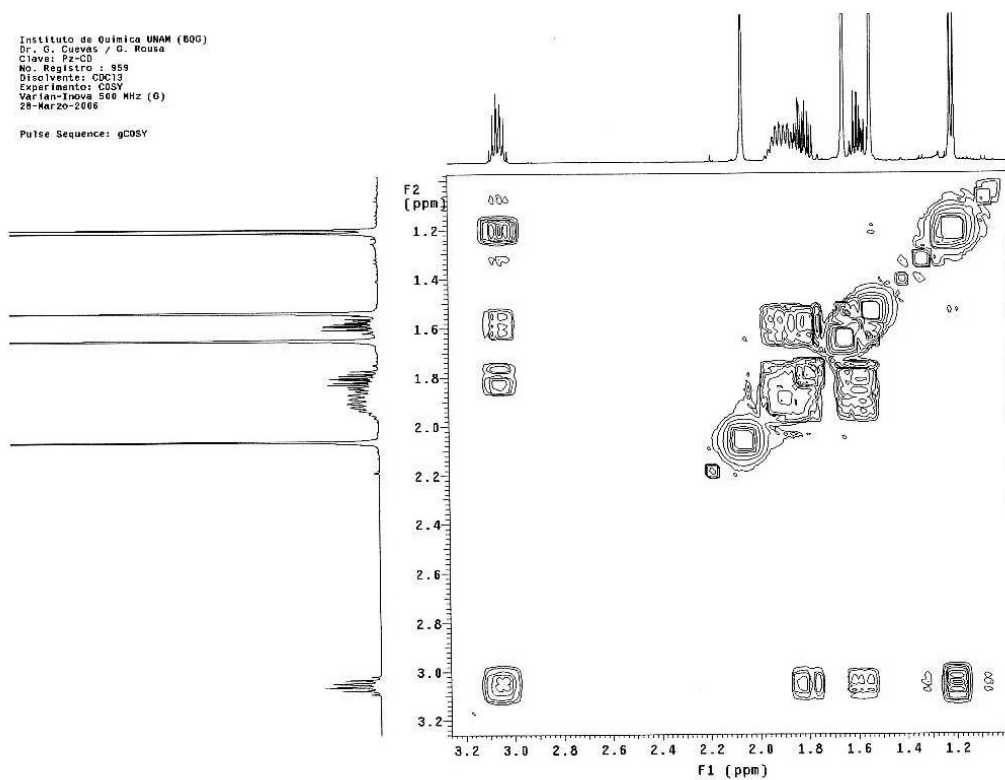 Instituto de Quimica UNAM (BQG)
Dr. G. Cuevas / G. Rousa
Clave: Pz-CD
No. Registro : 959
Disolvente: CDCl3
Experimento: COSY
Varian-Inova 500 MHz (G)
28-Marzo-2006
Pulse Sequence: gCOSY
F2
(ppm)
1.2
1.4
1.6
1.8
2.0
2.2
2.4
2.6
2.8
3.0
3.2
3.2 3.0 2.8 2.6 2.4 2.2 2.0 1.8 1.6 1.4 1.2
F1 (ppm)